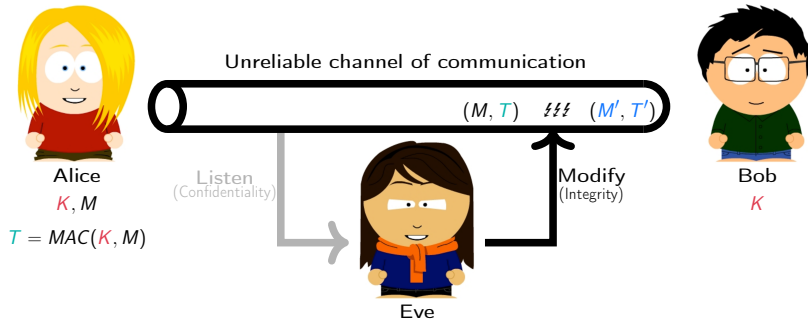 Unreliable channel of communication
(M, T) (M′, T′)
Alice
K, M
T = MAC(K, M)
Listen
(Confidentiality)
Modify
(Integrity)
Bob
K
Eve